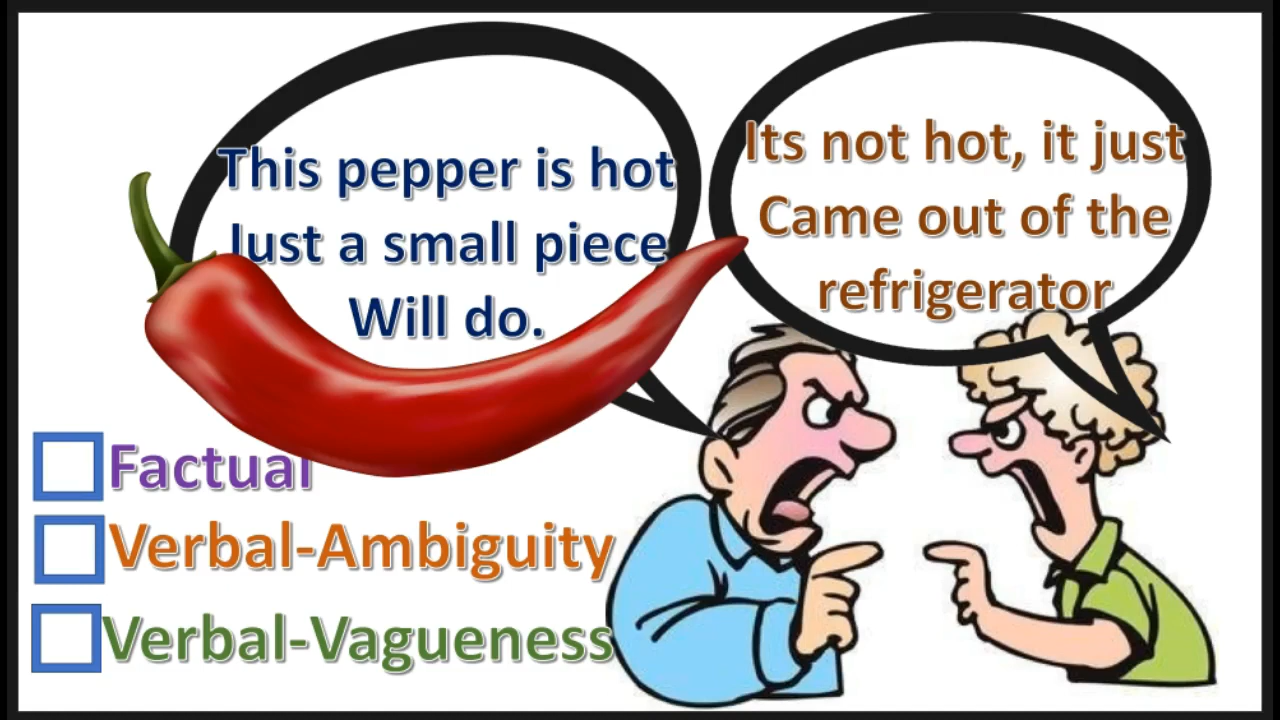 This pepper is hot
Just a small piece
Will do.
Its not hot, it just
Came out of the
refrigerator
Factual
Verbal-Ambiguity
Verbal-Vagueness